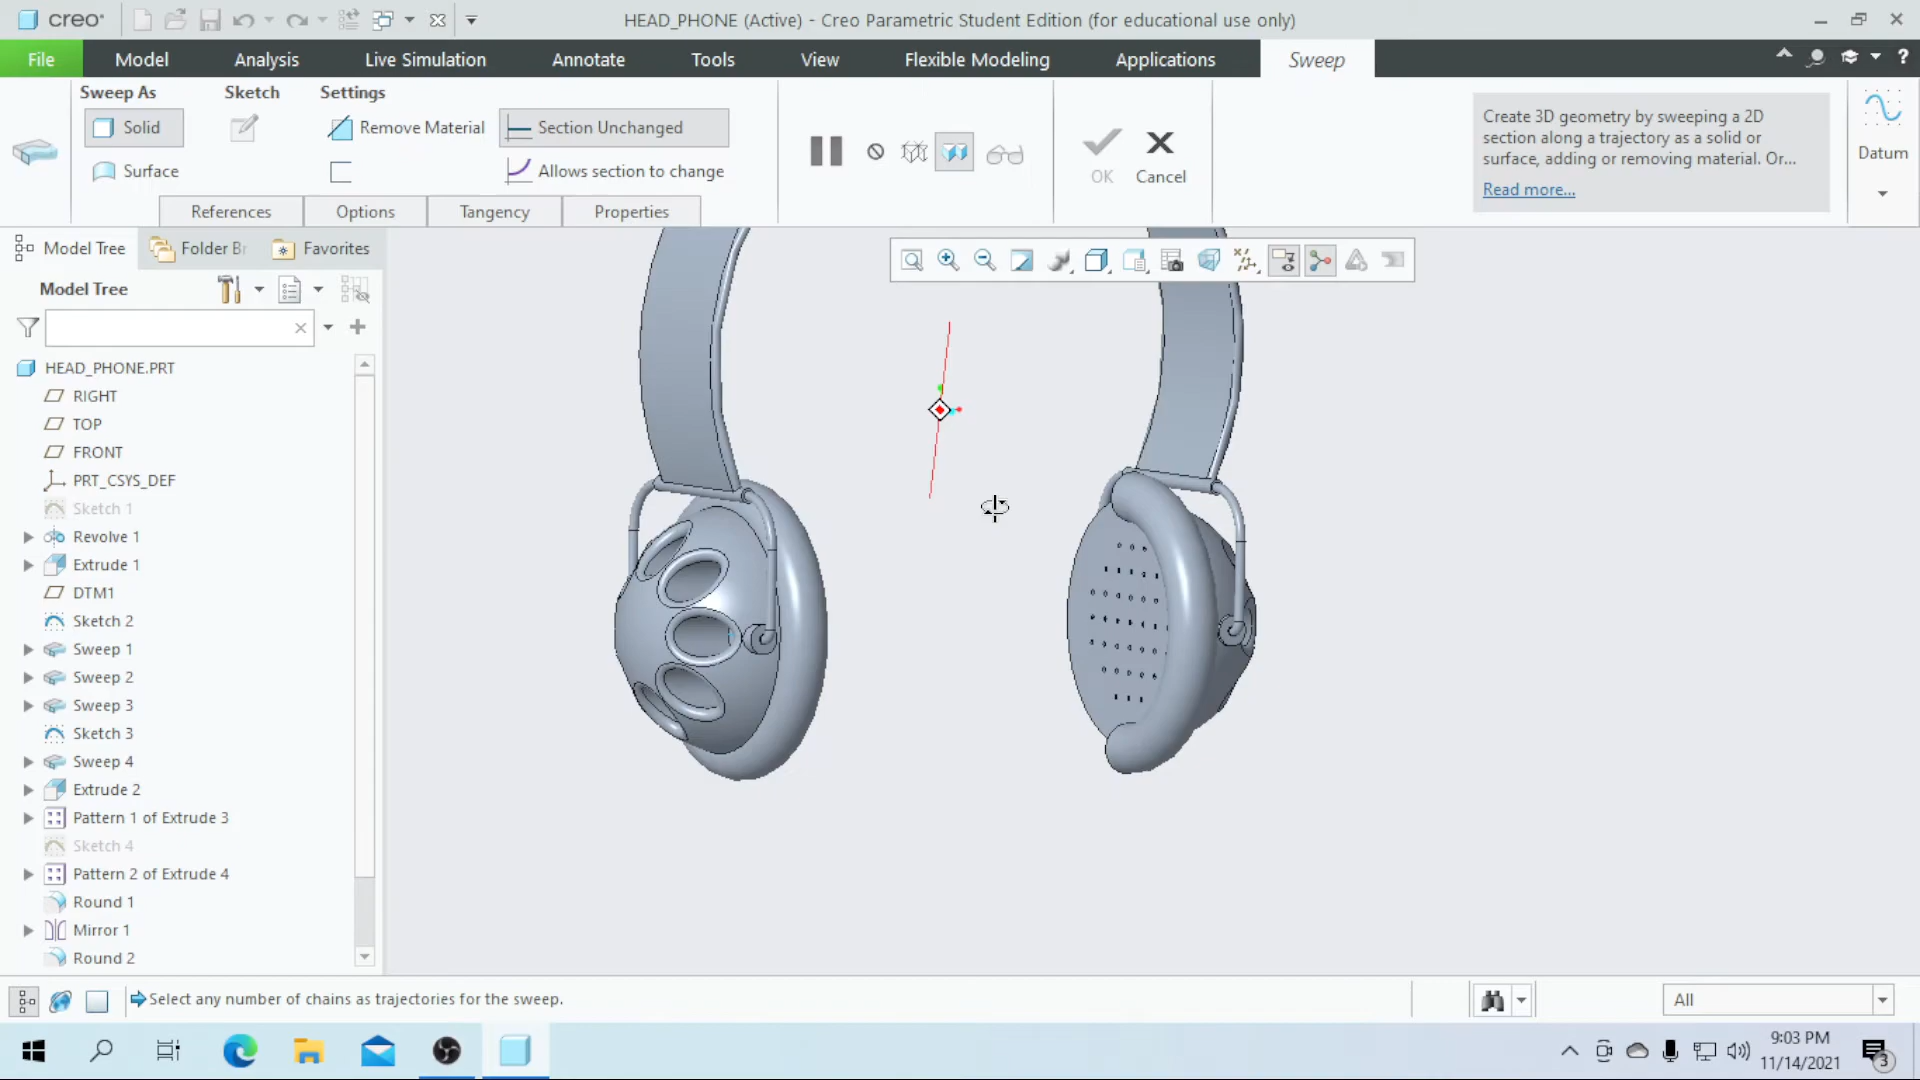 creo
HEAD_PHONE (Active) - Creo Parametric Student Edition (for educational use only)
File Model Analysis Live Simulation Annotate Tools View Flexible Modeling Applications Sweep
Sweep As Sketch Settings
Solid Remove Material Section Unchanged
Surface Allows section to change
OK Cancel
References Options Tangency Properties
Create 3D geometry by sweeping a 2D
section along a trajectory as a solid or
surface, adding or removing material. Or...
Read more...
Datum
Model Tree Folder Br Favorites
Model Tree
HEAD_PHONE.PRT
RIGHT
TOP
FRONT
PRT_CSYS_DEF
Sketch 1
Revolve 1
Extrude 1
DTM1
Sketch 2
Sweep 1
Sweep 2
Sweep 3
Sketch 3
Sweep 4
Extrude 2
Pattern 1 of Extrude 3
Sketch 4
Pattern 2 of Extrude 4
Round 1
Mirror 1
Round 2
Select any number of chains as trajectories for the sweep.
All
9:03 PM
11/14/2021
3